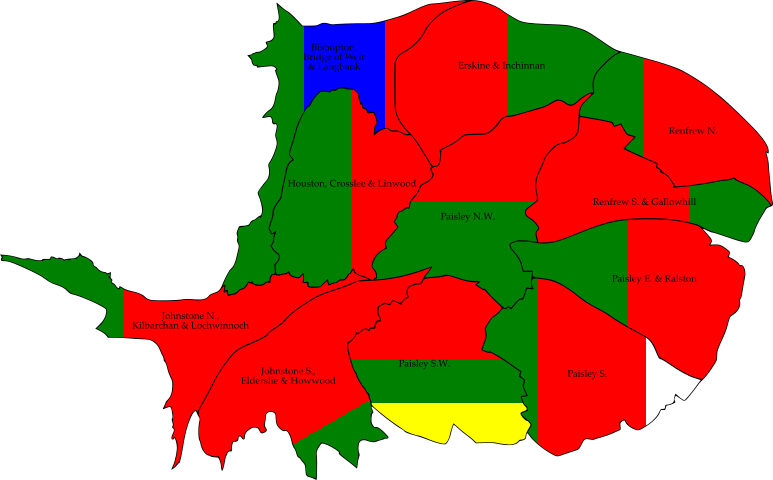 Bishopton,
Bridge of Weir
& Langbank
Erskine & Inchinnan
Renfrew N.
Houston, Crosslee & Linwood
Renfrew S. & Gallowhill
Paisley N.W.
Paisley E. & Ralston
Johnstone N.,
Kilbarchan & Lochwinnoch
Johnstone S.,
Elderslie & Howwood
Paisley S.W.
Paisley S.